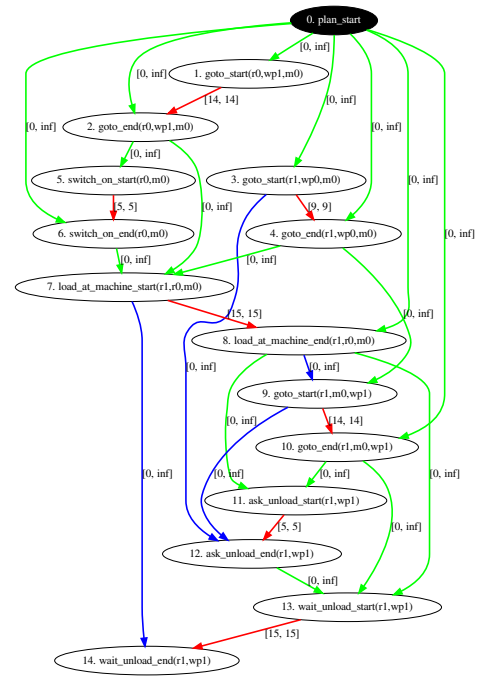 0. plan_start
[0, inf]
1. goto_start(r0,wp1,m0)
[0, inf]
[14, 14]
[0, inf]
[0, inf]
2. goto_end(r0,wp1,m0)
[0, inf]
[0, inf]
[0, inf]
[0, inf]
5. switch_on_start(r0,m0)
3. goto_start(r1,wp0,m0)
[5, 5]
[9, 9]
[0, inf]
6. switch_on_end(r0,m0)
4. goto_end(r1,wp0,m0)
[0, inf]
[0, inf]
[0, inf]
7. load_at_machine_start(r1,r0,m0)
[15, 15]
8. load_at_machine_end(r1,r0,m0)
[0, inf]
[0, inf]
[0, inf]
9. goto_start(r1,m0,wp1)
[0, inf]
[14, 14]
10. goto_end(r1,m0,wp1)
[0, inf]
[0, inf]
[0, inf]
[0, inf]
11. ask_unload_start(r1,wp1)
[5, 5]
[0, inf]
12. ask_unload_end(r1,wp1)
[0, inf]
13. wait_unload_start(r1,wp1)
[15, 15]
14. wait_unload_end(r1,wp1)